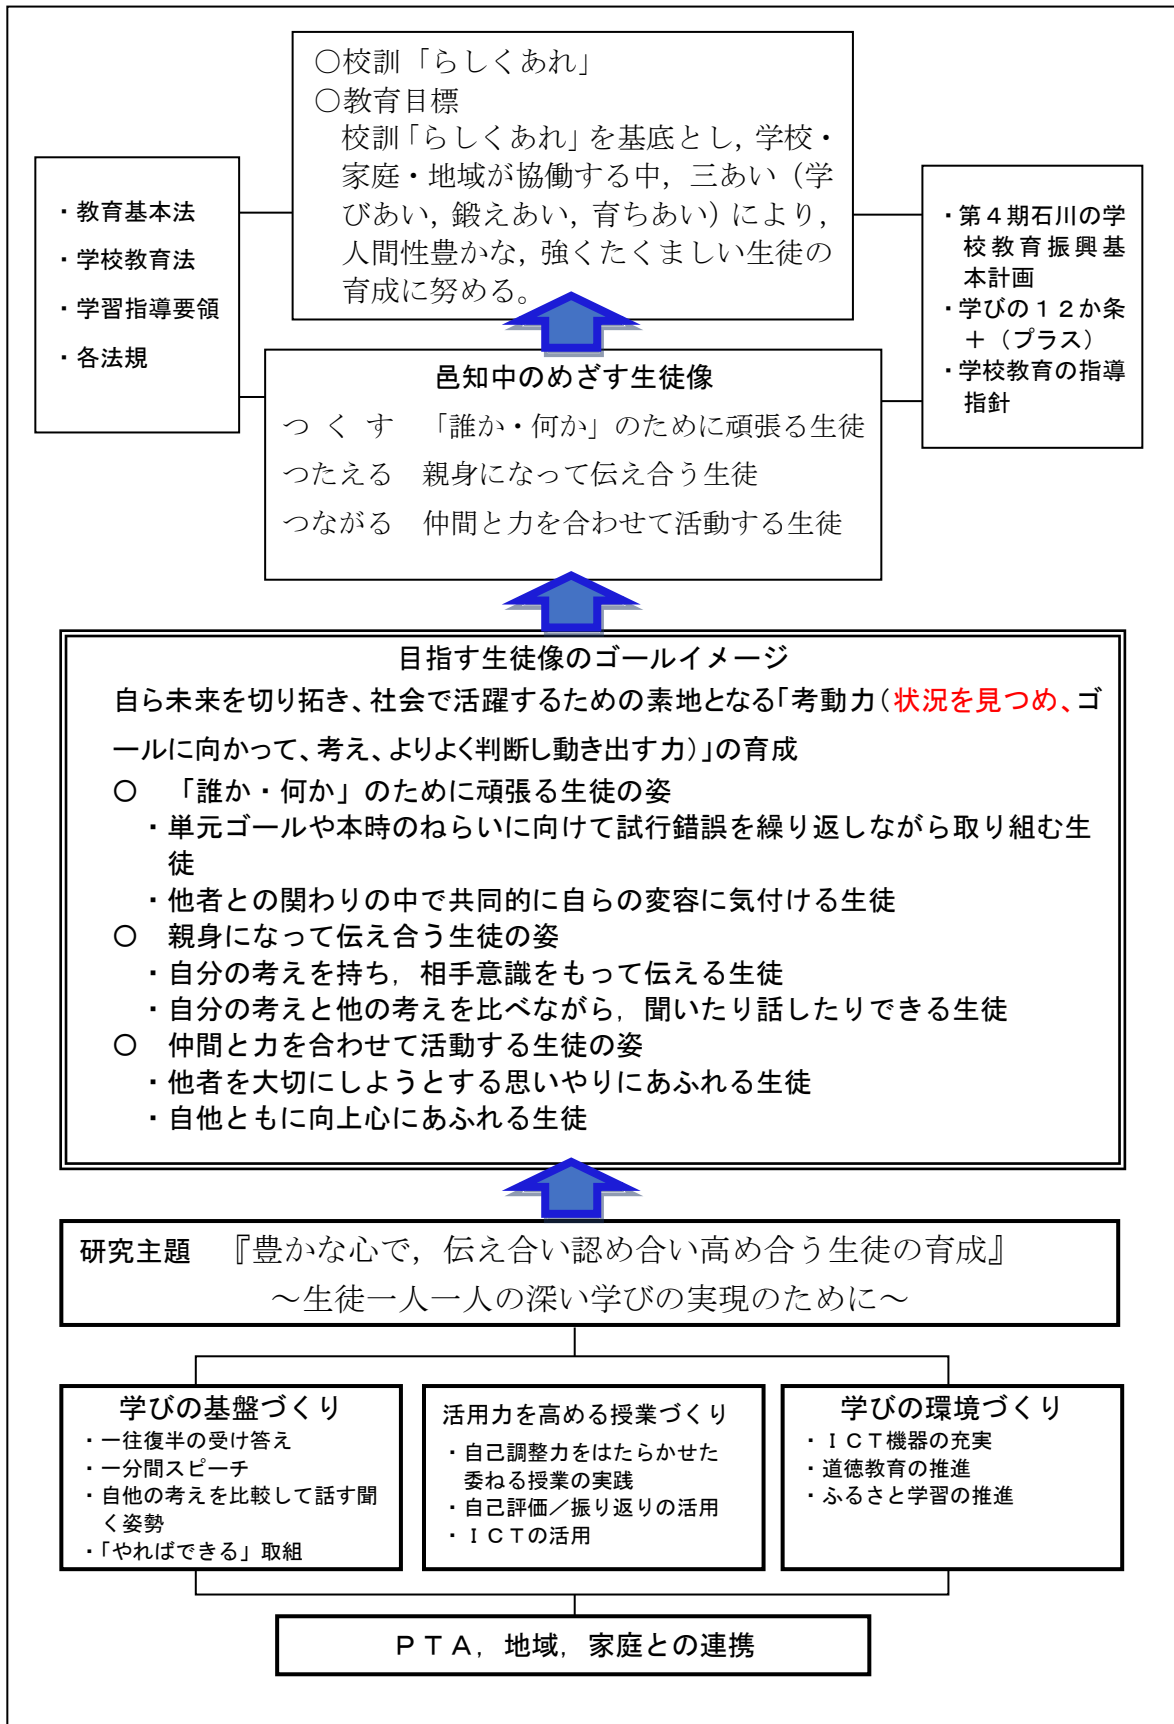 ○校訓「らしくあれ」
○教育目標
校訓「らしくあれ」を基底とし，学校・
家庭・地域が協働する中，三あい（学
びあい，鍛えあい，育ちあい）により，
人間性豊かな，強くたくましい生徒の
育成に努める。
・教育基本法
・学校教育法
・学習指導要領
・各法規
・第４期石川の学
校教育振興基
本計画
・学びの１２か条
＋（プラス）
・学校教育の指導
指針
邑知中のめざす生徒像
つ く す　「誰か・何か」のために頑張る生徒
つたえる　親身になって伝え合う生徒
つながる　仲間と力を合わせて活動する生徒
目指す生徒像のゴールイメージ
自ら未来を切り拓き、社会で活躍するための素地となる「考動力（状況を見つめ、ゴ
ールに向かって、考え、よりよく判断し動き出す力）」の育成
○　「誰か・何か」のために頑張る生徒の姿
・単元ゴールや本時のねらいに向けて試行錯誤を繰り返しながら取り組む生
徒
・他者との関わりの中で共同的に自らの変容に気付ける生徒
○　親身になって伝え合う生徒の姿
・自分の考えを持ち，相手意識をもって伝える生徒
・自分の考えと他の考えを比べながら，聞いたり話したりできる生徒
○　仲間と力を合わせて活動する生徒の姿
・他者を大切にしようとする思いやりにあふれる生徒
・自他ともに向上心にあふれる生徒
研究主題　『豊かな心で，伝え合い認め合い高め合う生徒の育成』
～生徒一人一人の深い学びの実現のために～
学びの基盤づくり
・一往復半の受け答え
・一分間スピーチ
・自他の考えを比較して話す聞
く姿勢
・「やればできる」取組
活用力を高める授業づくり
・自己調整力をはたらかせた
委ねる授業の実践
・自己評価／振り返りの活用
・ＩＣＴの活用
学びの環境づくり
・ＩＣＴ機器の充実
・道徳教育の推進
・ふるさと学習の推進
ＰＴＡ，地域，家庭との連携